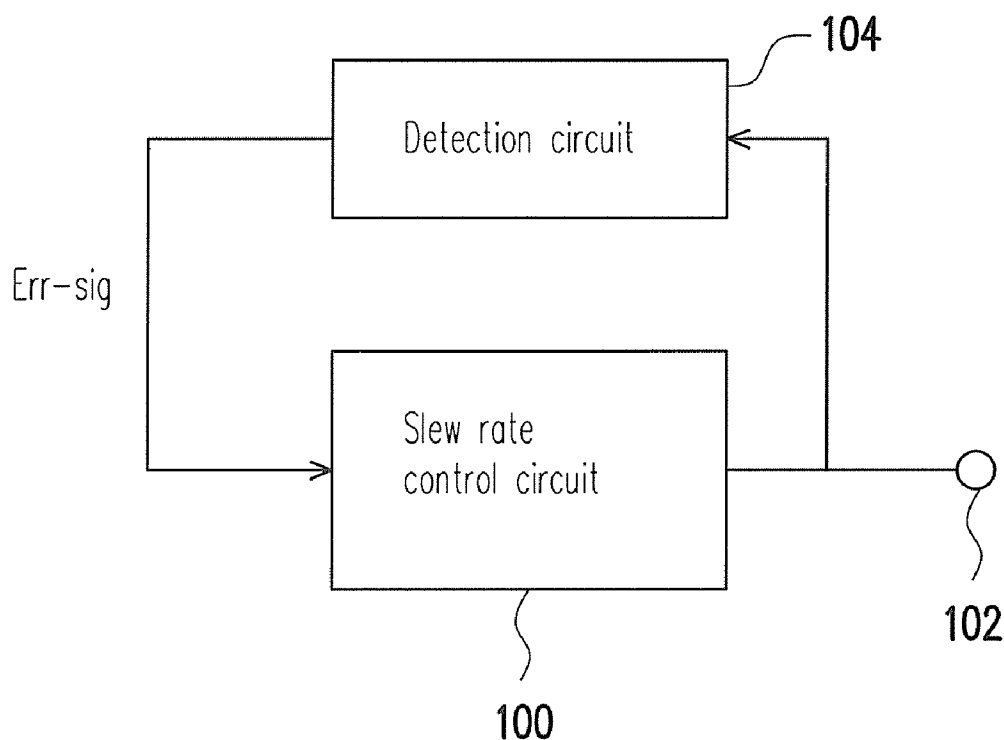 104
Detection circuit
Err-sig
Slew rate
control circuit
102
100